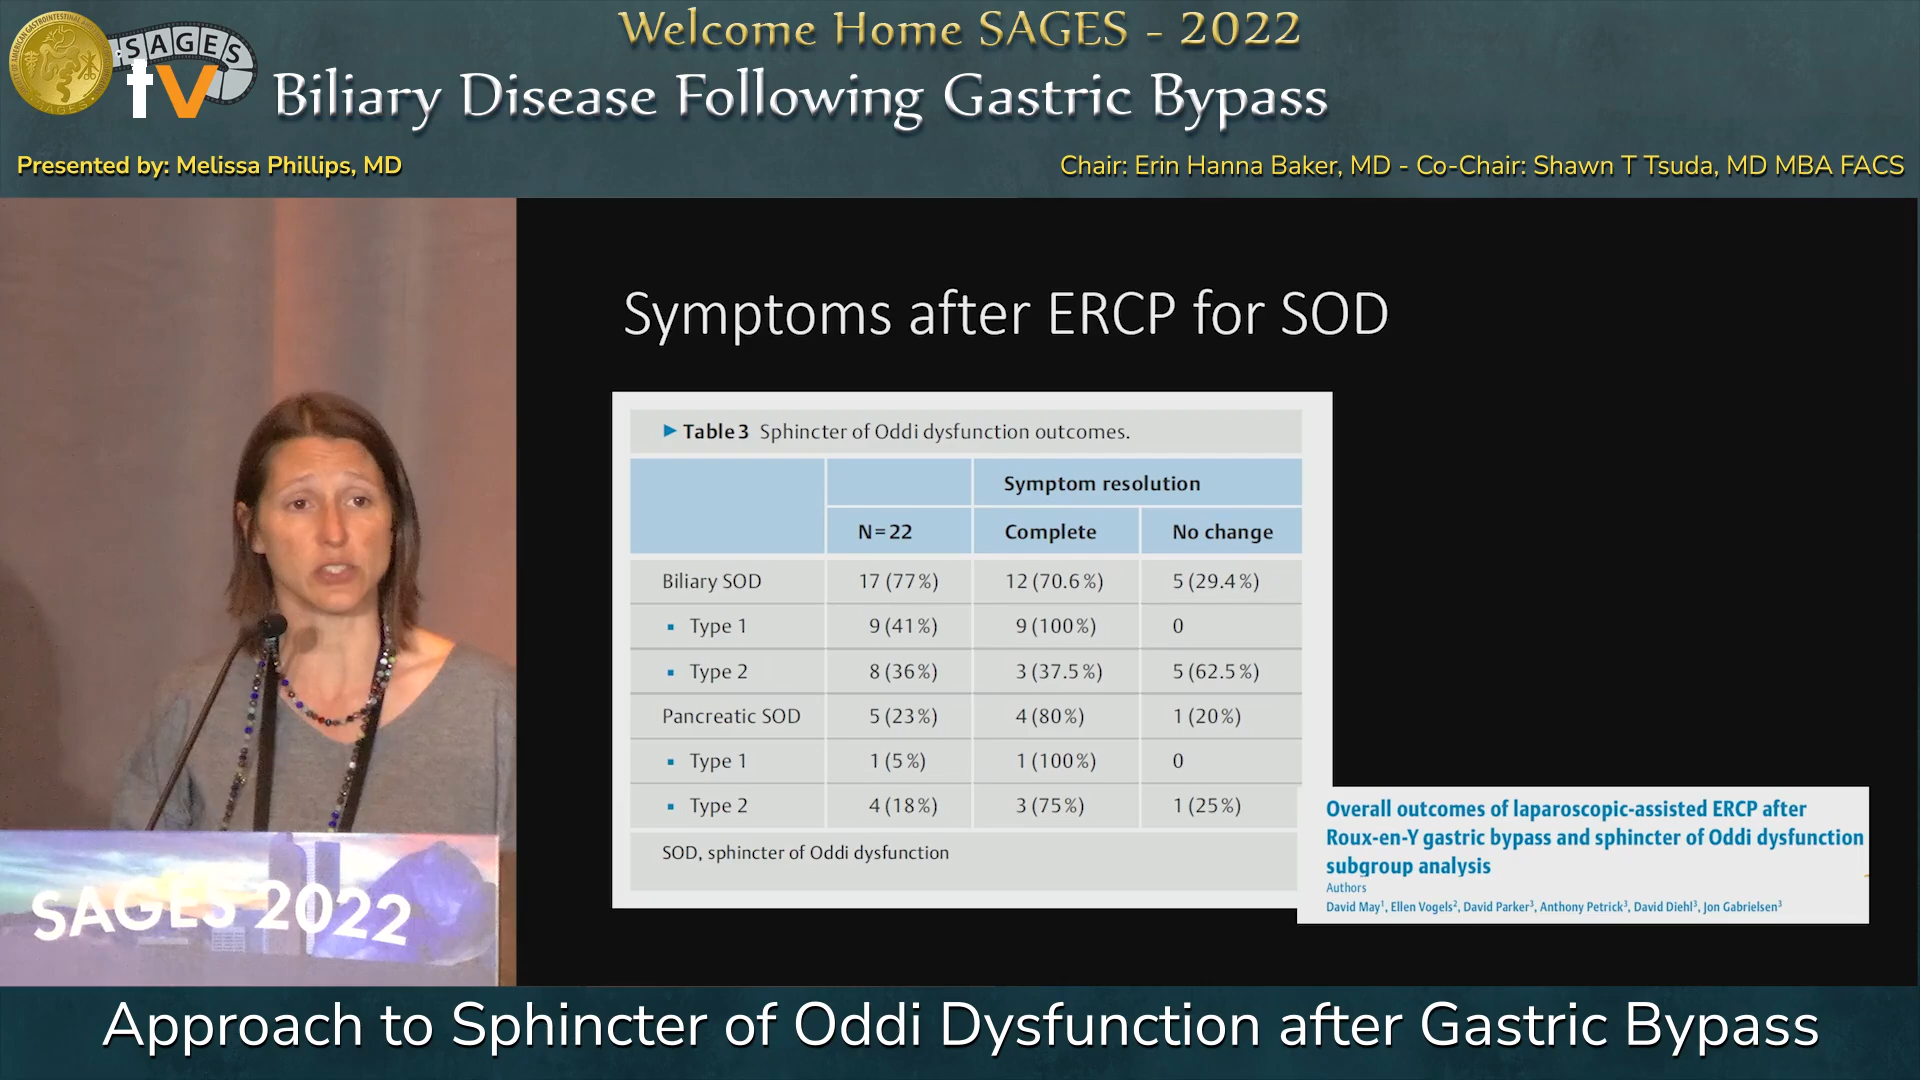 Welcome Home SAGES - 2022
SAGES
tv
Biliary Disease Following Gastric Bypass
Presented by: Melissa Phillips, MD
Chair: Erin Hanna Baker, MD - Co-Chair: Shawn T Tsuda, MD MBA FACS
Symptoms after ERCP for SOD
▶ Table 3 Sphincter of Oddi dysfunction outcomes.
Symptom resolution
N=22 Complete No change
Biliary SOD 17 (77%) 12 (70.6%) 5 (29.4%)
▪ Type 1 9 (41%) 9 (100%) 0
▪ Type 2 8 (36%) 3 (37.5%) 5 (62.5%)
Pancreatic SOD 5 (23%) 4 (80%) 1 (20%)
▪ Type 1 1 (5%) 1 (100%) 0
▪ Type 2 4 (18%) 3 (75%) 1 (25%)
SOD, sphincter of Oddi dysfunction
Overall outcomes of laparoscopic-assisted ERCP after
Roux-en-Y gastric bypass and sphincter of Oddi dysfunction
subgroup analysis
Authors
David May¹, Ellen Vogels², David Parker³, Anthony Petrick³, David Diehl³, Jon Gabrielsen³
SAGES 2022
Approach to Sphincter of Oddi Dysfunction after Gastric Bypass